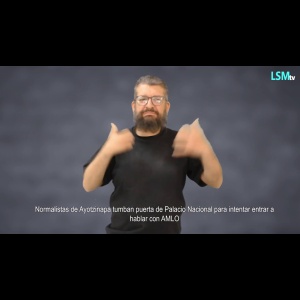 LSMtv
Normalistas de Ayotzinapa tumban puerta de Palacio Nacional para intentar entrar a
hablar con AMLO